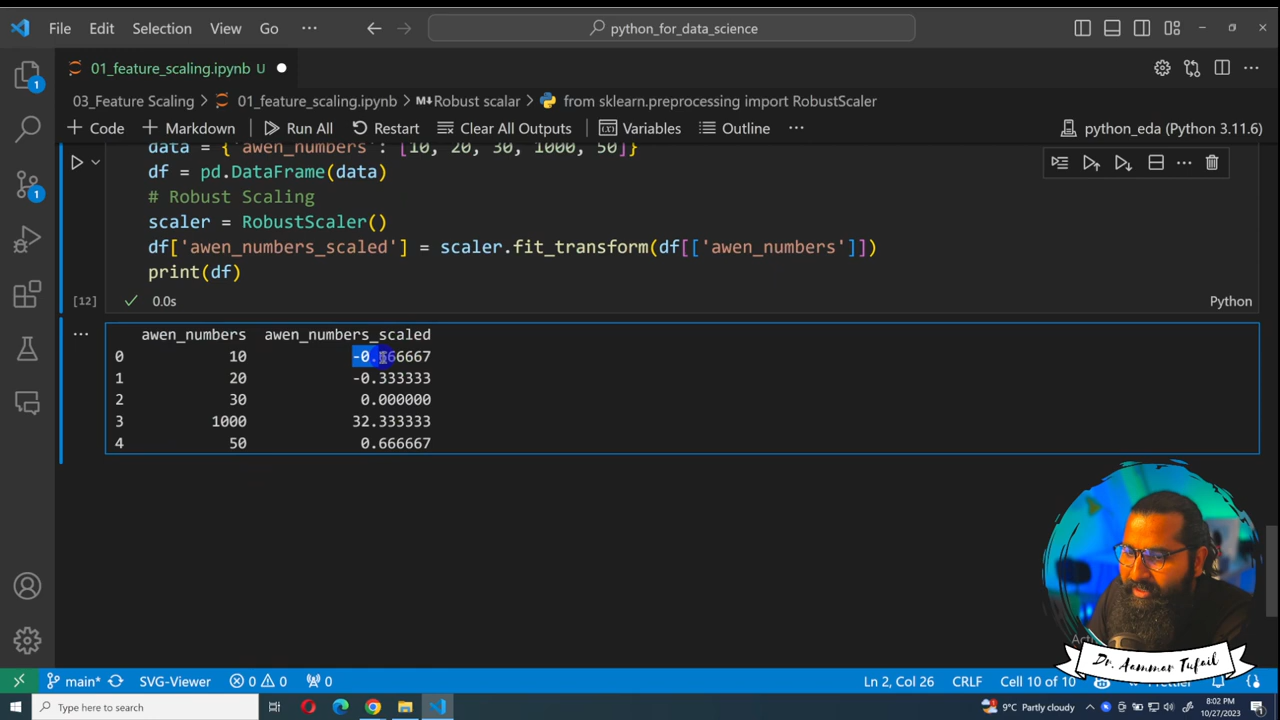 File Edit Selection View Go ··· python_for_data_science
01_feature_scaling.ipynb U
03_Feature Scaling > 01_feature_scaling.ipynb > M↓Robust scalar > from sklearn.preprocessing import RobustScaler
+ Code + Markdown Run All Restart Clear All Outputs Variables Outline ··· python_eda (Python 3.11.6)
data = {'awen_numbers': [10, 20, 30, 1000, 50]}
df = pd.DataFrame(data)
# Robust Scaling
scaler = RobustScaler()
df['awen_numbers_scaled'] = scaler.fit_transform(df[['awen_numbers']])
print(df)
[12] 0.0s Python
awen_numbers awen_numbers_scaled
0 10 -0.666667
1 20 -0.333333
2 30 0.000000
3 1000 32.333333
4 50 0.666667
1
1
Dr. Aammar Tufail
main* SVG-Viewer 0 0 0 Ln 2, Col 26 CRLF Cell 10 of 10
Type here to search 9°C Partly cloudy 8:02 PM
10/27/2023